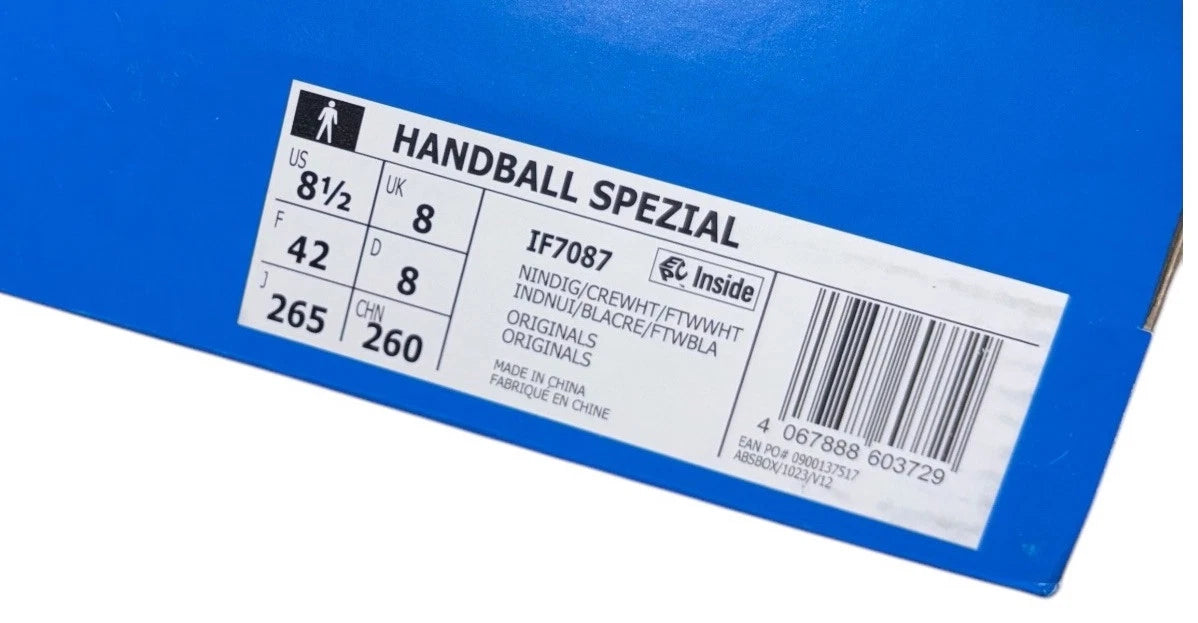 HANDBALL SPEZIAL
US
8½
UK
8
F
42
D
8
J
265
CHN
260
IF7087
EPC Inside
NINDIG/CREWHT/FTWWHT
INDNUI/BLACRE/FTWBLA
ORIGINALS
ORIGINALS
MADE IN CHINA
FABRIQUÉ EN CHINE
4 067888 603729
EAN PO# 0900137517
ABSBOX/1023/V12